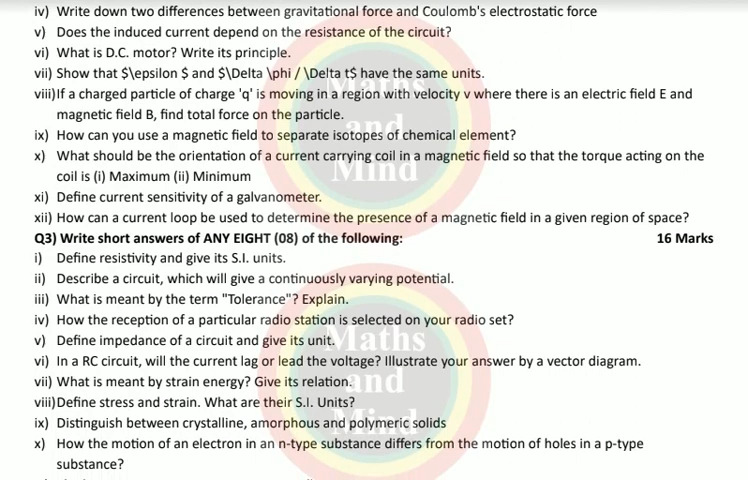 iv) Write down two differences between gravitational force and Coulomb's electrostatic force
v) Does the induced current depend on the resistance of the circuit?
vi) What is D.C. motor? Write its principle.
vii) Show that $\epsilon $ and $\Delta \phi / \Delta t$ have the same units.
viii)If a charged particle of charge 'q' is moving in a region with velocity v where there is an electric field E and
magnetic field B, find total force on the particle.
ix) How can you use a magnetic field to separate isotopes of chemical element?
x) What should be the orientation of a current carrying coil in a magnetic field so that the torque acting on the
coil is (i) Maximum (ii) Minimum
xi) Define current sensitivity of a galvanometer.
xii) How can a current loop be used to determine the presence of a magnetic field in a given region of space?
Q3) Write short answers of ANY EIGHT (08) of the following: 16 Marks
i) Define resistivity and give its S.I. units.
ii) Describe a circuit, which will give a continuously varying potential.
iii) What is meant by the term "Tolerance"? Explain.
iv) How the reception of a particular radio station is selected on your radio set?
v) Define impedance of a circuit and give its unit.
vi) In a RC circuit, will the current lag or lead the voltage? Illustrate your answer by a vector diagram.
vii) What is meant by strain energy? Give its relation.
viii)Define stress and strain. What are their S.I. Units?
ix) Distinguish between crystalline, amorphous and polymeric solids
x) How the motion of an electron in an n-type substance differs from the motion of holes in a p-type
substance?
Maths
and
Mind
Maths
and
Mind